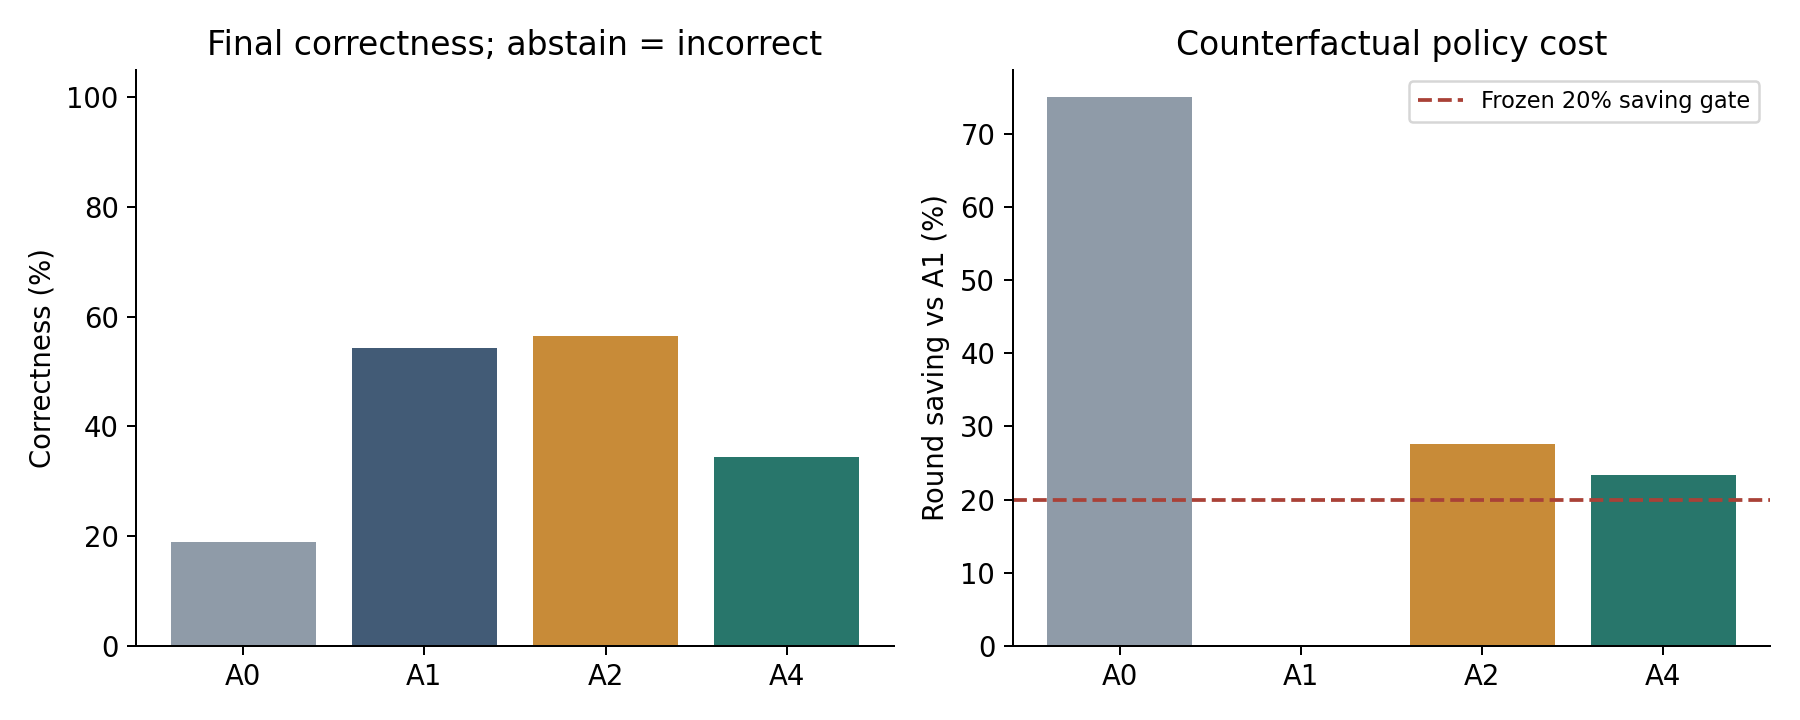 Final correctness; abstain = incorrect
Correctness (%)
100
80
60
40
20
0
A0 A1 A2 A4
Counterfactual policy cost
Frozen 20% saving gate
Round saving vs A1 (%)
70
60
50
40
30
20
10
0
A0 A1 A2 A4